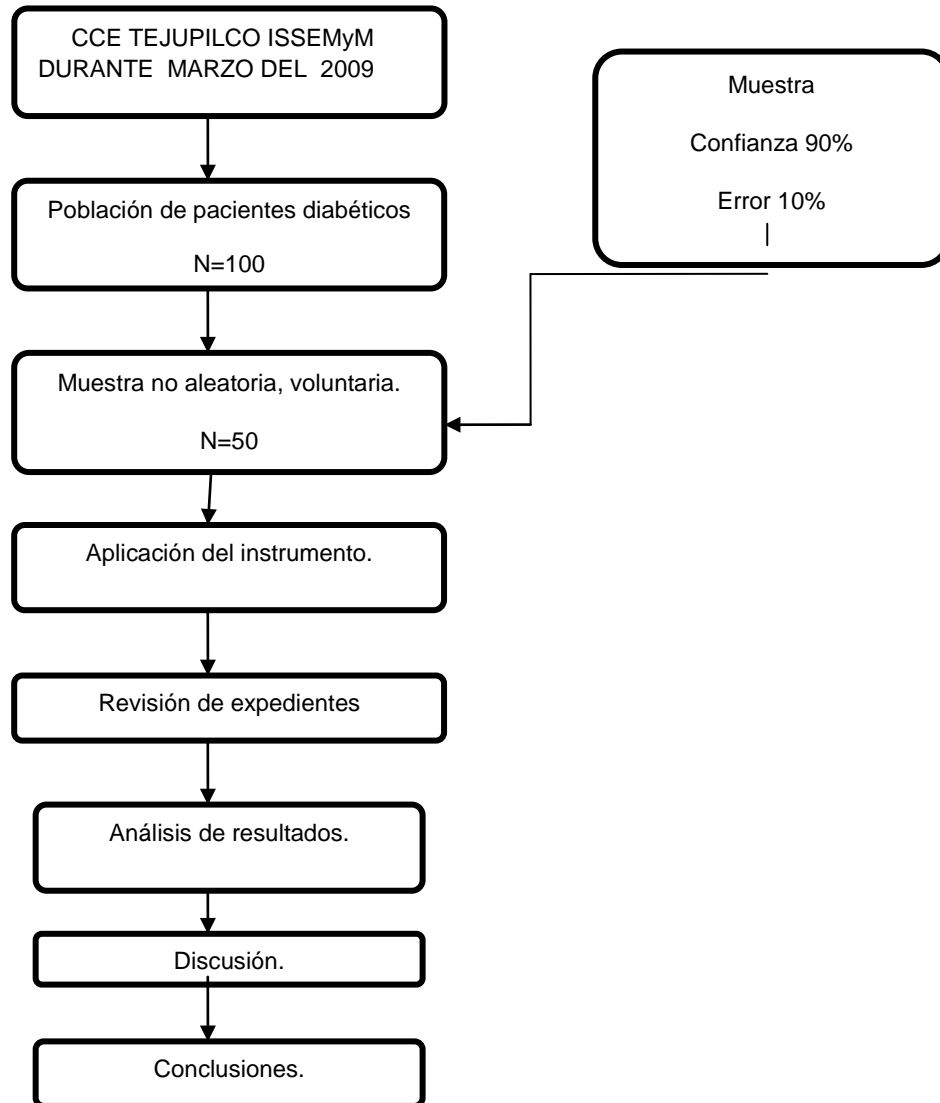 CCE TEJUPILCO ISSEMyM
DURANTE MARZO DEL 2009
Muestra
Confianza 90%
Error 10%
Población de pacientes diabéticos
N=100
Muestra no aleatoria, voluntaria.
N=50
Aplicación del instrumento.
Revisión de expedientes
Análisis de resultados.
Discusión.
Conclusiones.